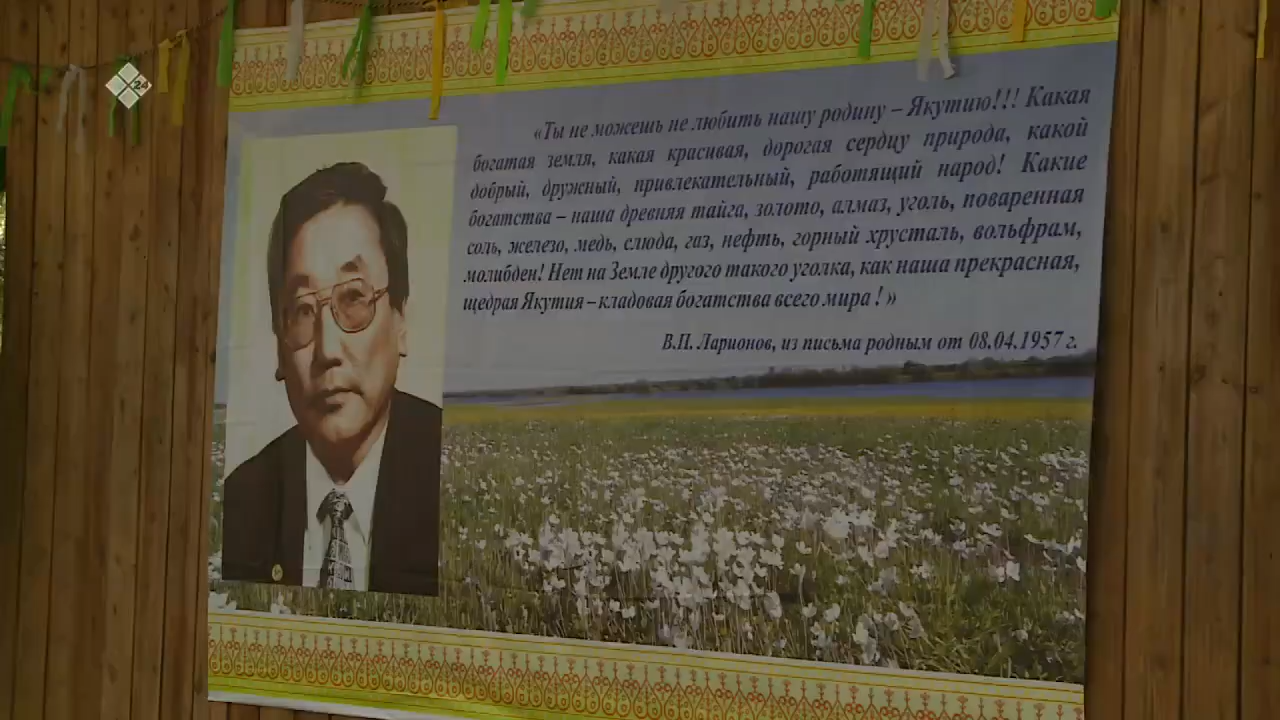 24
«Ты не можешь не любить нашу родину – Якутию!!! Какая
богатая земля, какая красивая, дорогая сердцу природа, какой
добрый, дружный, привлекательный, работящий народ! Какие
богатства – наша древняя тайга, золото, алмаз, уголь, поваренная
соль, железо, медь, слюда, газ, нефть, горный хрусталь, вольфрам,
молибден! Нет на Земле другого такого уголка, как наша прекрасная,
щедрая Якутия – кладовая богатства всего мира ! »
В.П. Ларионов, из письма родным от 08.04.1957 г.